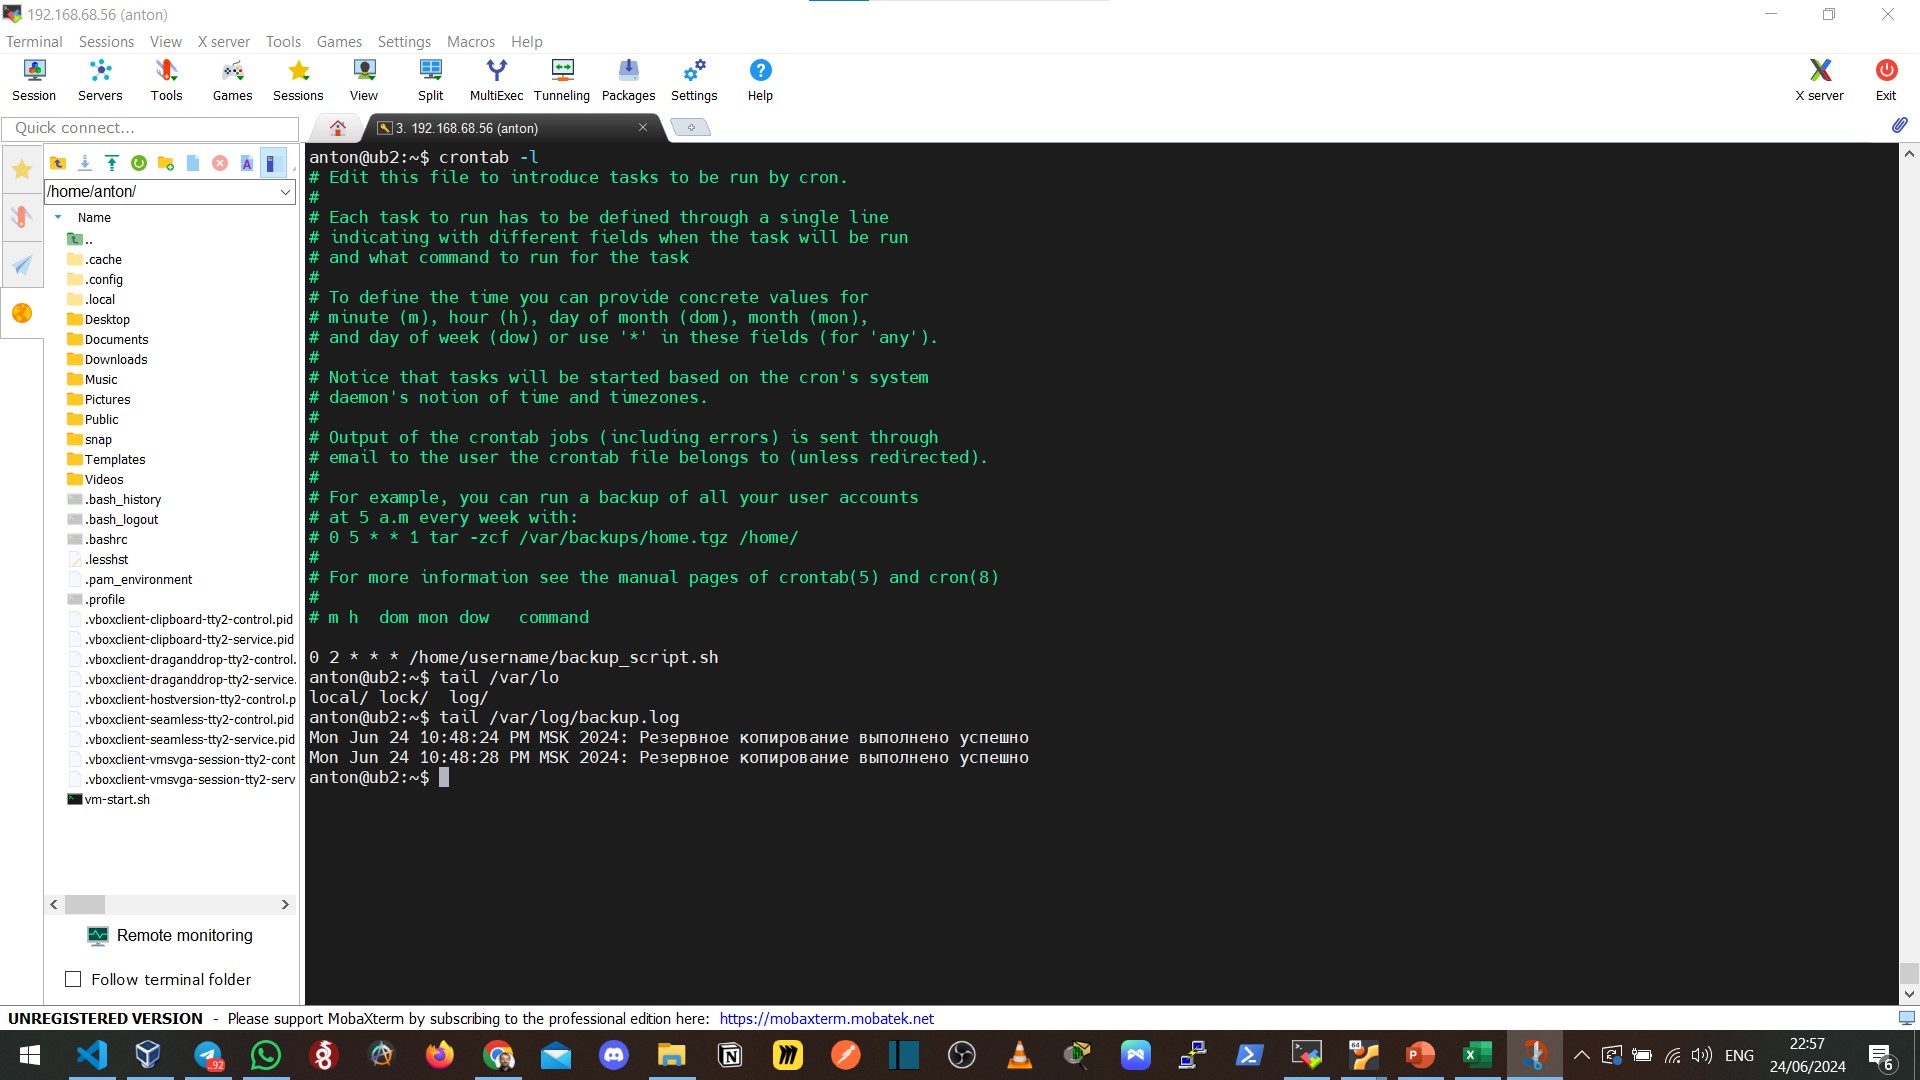 192.168.68.56 (anton)
Terminal Sessions View X server Tools Games Settings Macros Help
Session Servers Tools Games Sessions View Split MultiExec Tunneling Packages Settings Help X server Exit
Quick connect...
3. 192.168.68.56 (anton)
/home/anton/
Name
..
.cache
.config
.local
Desktop
Documents
Downloads
Music
Pictures
Public
snap
Templates
Videos
.bash_history
.bash_logout
.bashrc
.lesshst
.pam_environment
.profile
.vboxclient-clipboard-tty2-control.pid
.vboxclient-clipboard-tty2-service.pid
.vboxclient-draganddrop-tty2-control.
.vboxclient-draganddrop-tty2-service.
.vboxclient-hostversion-tty2-control.p
.vboxclient-seamless-tty2-control.pid
.vboxclient-seamless-tty2-service.pid
.vboxclient-vmsvga-session-tty2-cont
.vboxclient-vmsvga-session-tty2-serv
vm-start.sh
Remote monitoring
Follow terminal folder
anton@ub2:~$ crontab -l
# Edit this file to introduce tasks to be run by cron.
#
# Each task to run has to be defined through a single line
# indicating with different fields when the task will be run
# and what command to run for the task
#
# To define the time you can provide concrete values for
# minute (m), hour (h), day of month (dom), month (mon),
# and day of week (dow) or use '*' in these fields (for 'any').
#
# Notice that tasks will be started based on the cron's system
# daemon's notion of time and timezones.
#
# Output of the crontab jobs (including errors) is sent through
# email to the user the crontab file belongs to (unless redirected).
#
# For example, you can run a backup of all your user accounts
# at 5 a.m every week with:
# 0 5 * * 1 tar -zcf /var/backups/home.tgz /home/
#
# For more information see the manual pages of crontab(5) and cron(8)
#
# m h  dom mon dow   command

0 2 * * * /home/username/backup_script.sh
anton@ub2:~$ tail /var/lo
local/ lock/  log/
anton@ub2:~$ tail /var/log/backup.log
Mon Jun 24 10:48:24 PM MSK 2024: Резервное копирование выполнено успешно
Mon Jun 24 10:48:28 PM MSK 2024: Резервное копирование выполнено успешно
anton@ub2:~$
UNREGISTERED VERSION - Please support MobaXterm by subscribing to the professional edition here: https://mobaxterm.mobatek.net
ENG
22:57
24/06/2024
6